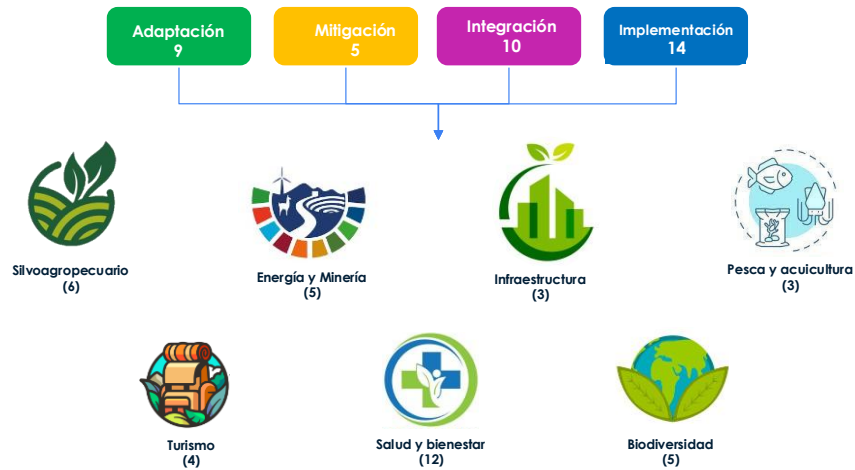 Adaptación
9
Mitigación
5
Integración
10
Implementación
14
Silvoagropecuario
(6)
Energía y Minería
(5)
Infraestructura
(3)
Pesca y acuicultura
(3)
Turismo
(4)
Salud y bienestar
(12)
Biodiversidad
(5)